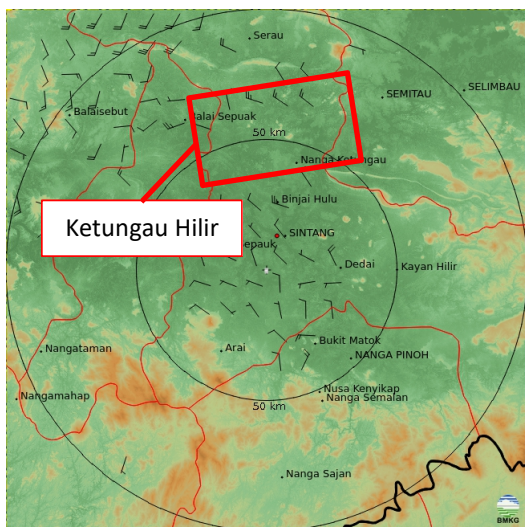 Serau
SELIMBAU
SEMITAU
Balaisebut
Balai Sepuak
50 km
Nanga Ketungau
Binjai Hulu
Ketungau Hilir
SINTANG
Sepauk
Dedai
Kayan Hilir
Bukit Matok
Arai
Nangataman
NANGA PINOH
Nusa Kenyikap
Nangamahap
Nanga Semalan
50 km
Nanga Sajan
BMKG